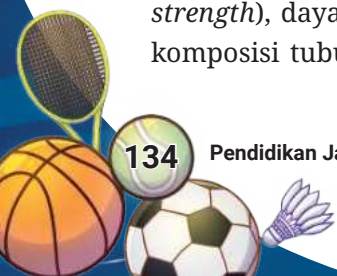 strength), daya
komposisi tubu
134 Pendidikan Ja